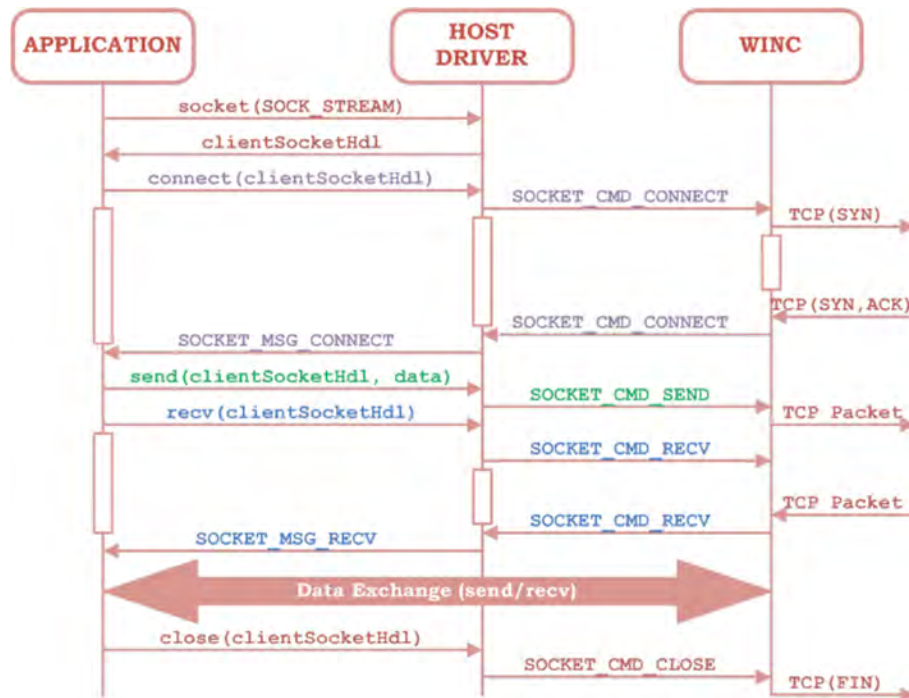 APPLICATION
HOST
DRIVER
WINC
socket(SOCK_STREAM)
clientSocketHdl
connect(clientSocketHdl)
SOCKET_CMD_CONNECT
TCP(SYN)
TCP(SYN,ACK)
SOCKET_CMD_CONNECT
SOCKET_MSG_CONNECT
send(clientSocketHdl, data)
SOCKET_CMD_SEND
recv(clientSocketHdl)
TCP Packet
SOCKET_CMD_RECV
TCP Packet
SOCKET_CMD_RECV
SOCKET_MSG_RECV
Data Exchange (send/recv)
close(clientSocketHdl)
SOCKET_CMD_CLOSE
TCP(FIN)